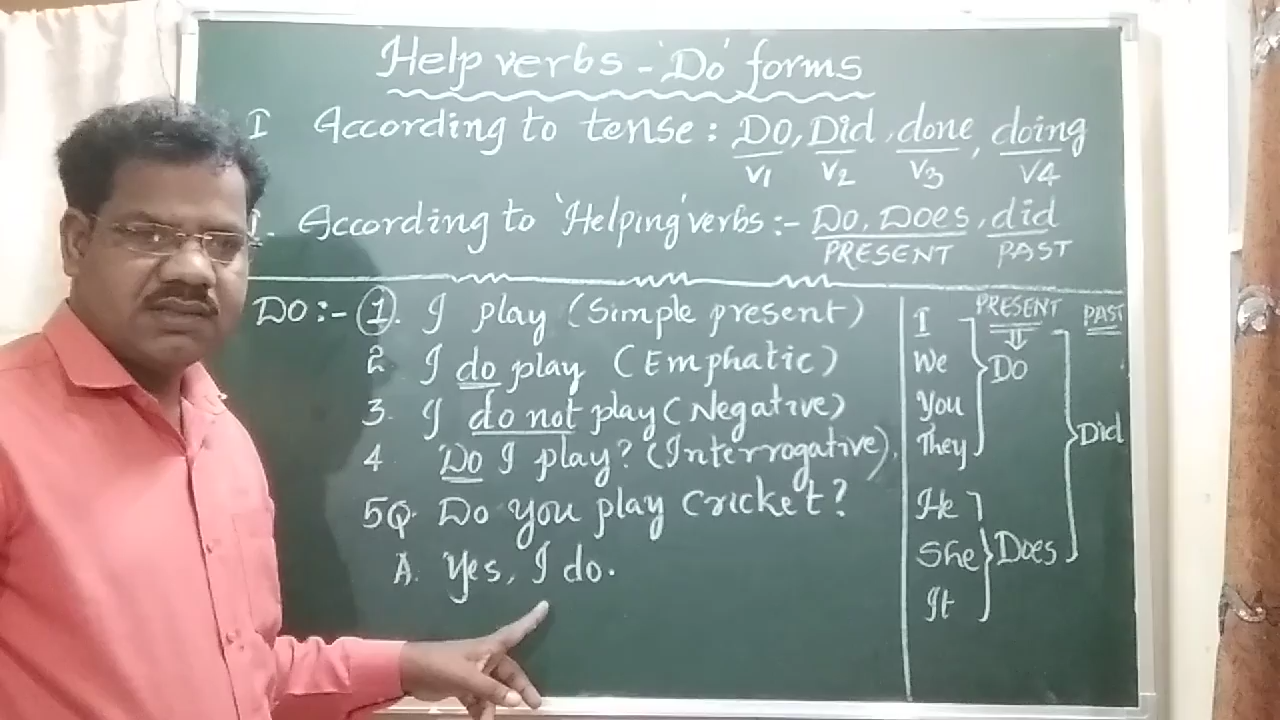 Help verbs - 'Do' forms
I According to tense : DO, Did, done, doing
V1 V2 V3 V4
I. According to 'Helping' verbs :- Do, Does, did
PRESENT PAST
DO :- 1. I play (Simple present)
2. I do play (Emphatic)
3. I do not play (Negative)
4 Do I play? (Interrogative).
5Q. Do you play cricket?
A. Yes, I do.
PRESENT PAST
I
We
You
They
Do
He
She
It
Does
Did